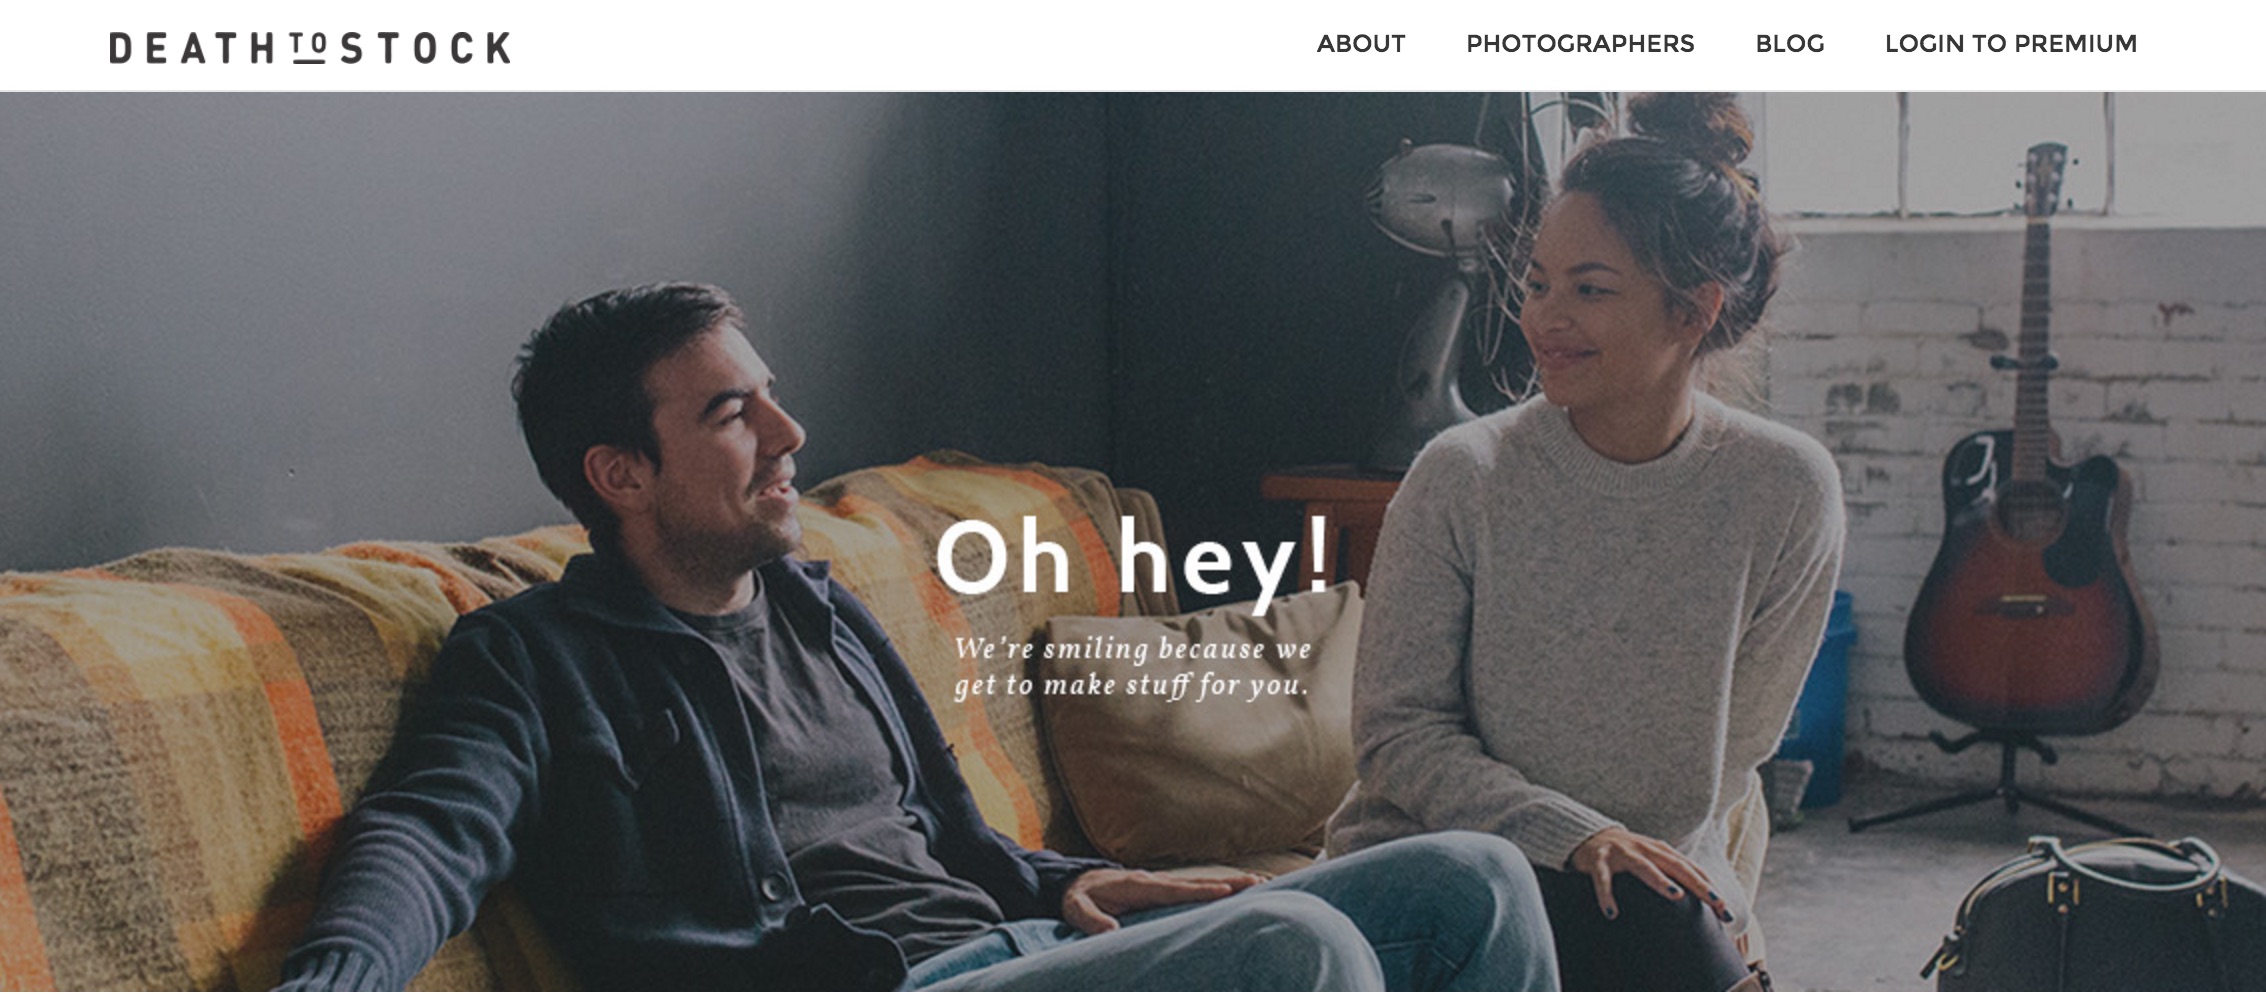 DEATH TO STOCK
ABOUT PHOTOGRAPHERS BLOG LOGIN TO PREMIUM
Oh hey!
We're smiling because we
get to make stuff for you.